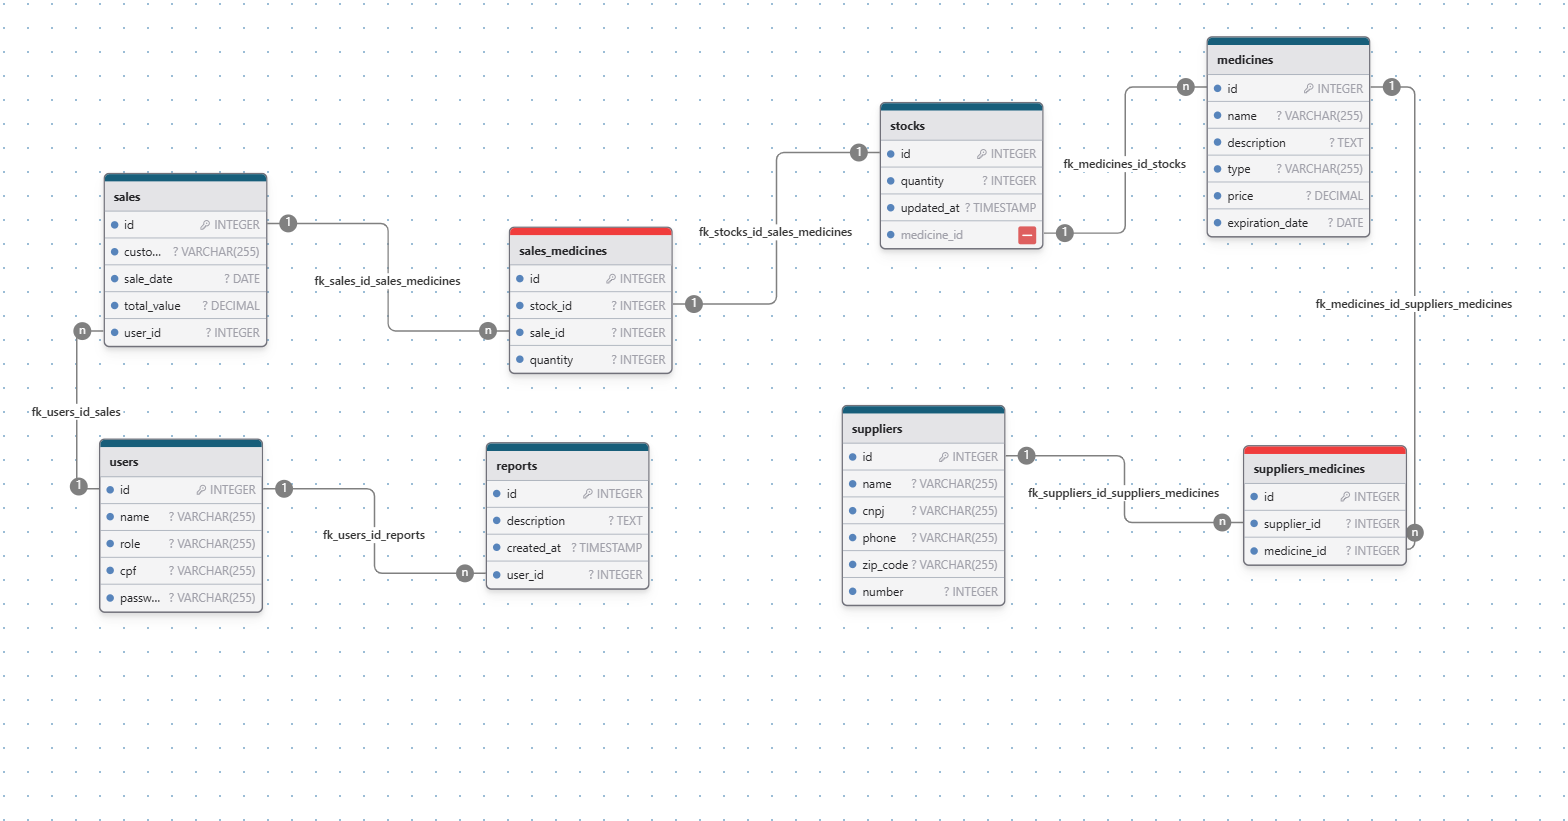 medicines
id INTEGER
name ? VARCHAR(255)
description ? TEXT
type ? VARCHAR(255)
price ? DECIMAL
expiration_date ? DATE
n
1
stocks
id INTEGER
quantity ? INTEGER
updated_at ? TIMESTAMP
medicine_id
1
1
fk_medicines_id_stocks
sales
id INTEGER
custo... ? VARCHAR(255)
sale_date ? DATE
total_value ? DECIMAL
user_id ? INTEGER
1
n
fk_sales_id_sales_medicines
sales_medicines
id INTEGER
stock_id ? INTEGER
sale_id ? INTEGER
quantity ? INTEGER
n
1
fk_stocks_id_sales_medicines
fk_medicines_id_suppliers_medicines
fk_users_id_sales
users
id INTEGER
name ? VARCHAR(255)
role ? VARCHAR(255)
cpf ? VARCHAR(255)
passw... ? VARCHAR(255)
1
1
fk_users_id_reports
reports
id INTEGER
description ? TEXT
created_at ? TIMESTAMP
user_id ? INTEGER
n
suppliers
id INTEGER
name ? VARCHAR(255)
cnpj ? VARCHAR(255)
phone ? VARCHAR(255)
zip_code ? VARCHAR(255)
number ? INTEGER
1
fk_suppliers_id_suppliers_medicines
n
suppliers_medicines
id INTEGER
supplier_id ? INTEGER
medicine_id ? INTEGER
n